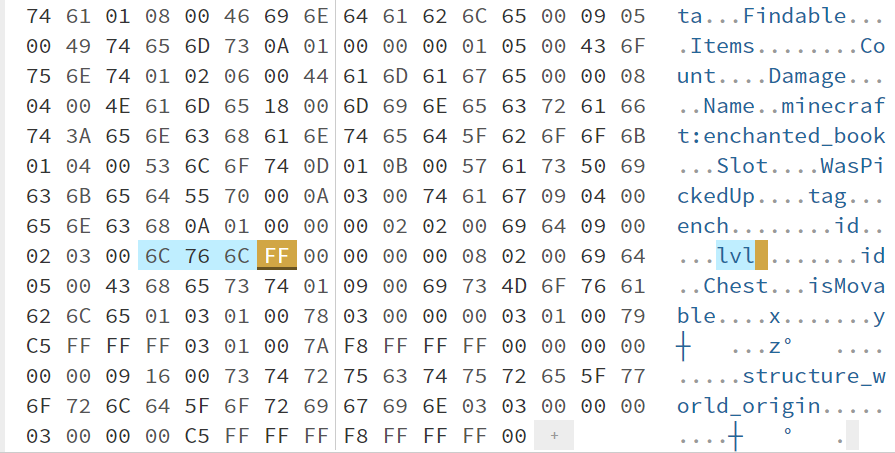 74 61 01 08 00 46 69 6E 64 61 62 6C 65 00 09 05 ta...Findable...
00 49 74 65 6D 73 0A 01 00 00 00 01 05 00 43 6F .Items........Co
75 6E 74 01 02 06 00 44 61 6D 61 67 65 00 00 08 unt....Damage...
04 00 4E 61 6D 65 18 00 6D 69 6E 65 63 72 61 66 ..Name..minecraf
74 3A 65 6E 63 68 61 6E 74 65 64 5F 62 6F 6F 6B t:enchanted_book
01 04 00 53 6C 6F 74 0D 01 0B 00 57 61 73 50 69 ...Slot....WasPi
63 6B 65 64 55 70 00 0A 03 00 74 61 67 09 04 00 ckedUp....tag...
65 6E 63 68 0A 01 00 00 00 02 02 00 69 64 09 00 ench........id..
02 03 00 6C 76 6C FF 00 00 00 00 08 02 00 69 64 ...lvl .......id
05 00 43 68 65 73 74 01 09 00 69 73 4D 6F 76 61 ..Chest...isMova
62 6C 65 01 03 01 00 78 03 00 00 00 03 01 00 79 ble....x.......y
C5 FF FF FF 03 01 00 7A F8 FF FF FF 00 00 00 00 ┼   ...z°   ....
00 00 09 16 00 73 74 72 75 63 74 75 72 65 5F 77 .....structure_w
6F 72 6C 64 5F 6F 72 69 67 69 6E 03 03 00 00 00 orld_origin.....
03 00 00 00 C5 FF FF FF F8 FF FF FF 00 + ....┼   °   .